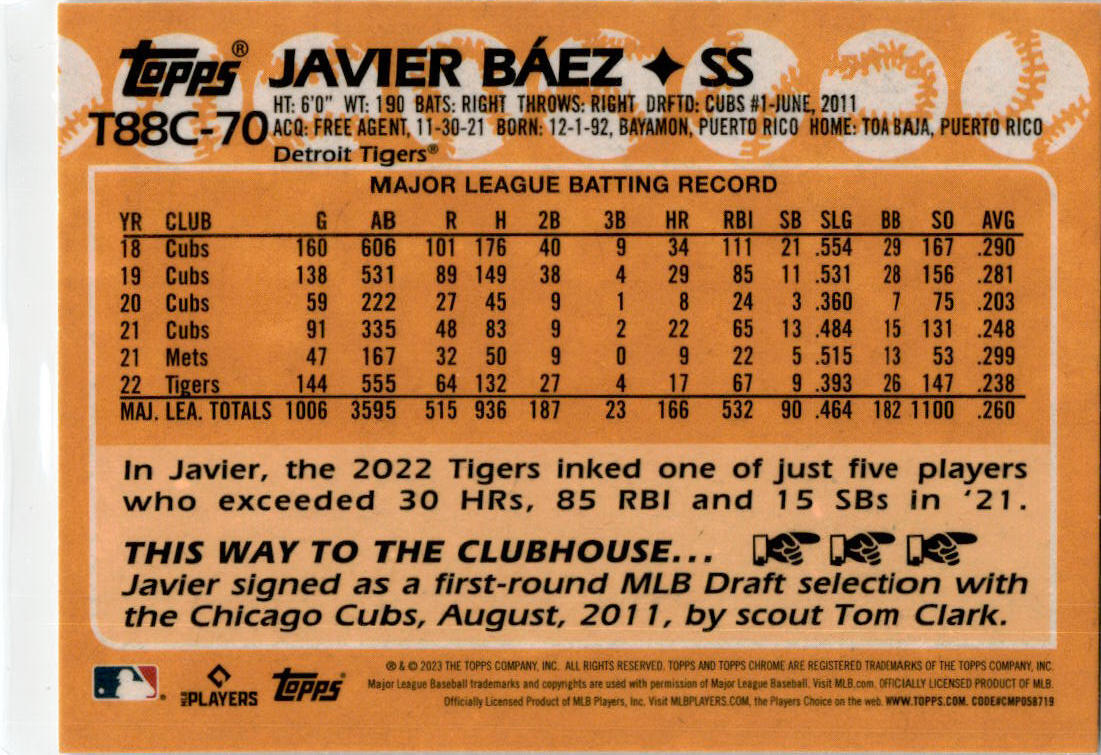 Topps® JAVIER BÁEZ ✦ SS
HT: 6'0" WT: 190 BATS: RIGHT THROWS: RIGHT DRFTD: CUBS #1-JUNE, 2011
T88C-70 ACQ: FREE AGENT, 11-30-21 BORN: 12-1-92, BAYAMON, PUERTO RICO HOME: TOA BAJA, PUERTO RICO
Detroit Tigers®
MAJOR LEAGUE BATTING RECORD
YR CLUB G AB R H 2B 3B HR RBI SB SLG BB SO AVG
18 Cubs 160 606 101 176 40 9 34 111 21 .554 29 167 .290
19 Cubs 138 531 89 149 38 4 29 85 11 .531 28 156 .281
20 Cubs 59 222 27 45 9 1 8 24 3 .360 7 75 .203
21 Cubs 91 335 48 83 9 2 22 65 13 .484 15 131 .248
21 Mets 47 167 32 50 9 0 9 22 5 .515 13 53 .299
22 Tigers 144 555 64 132 27 4 17 67 9 .393 26 147 .238
MAJ. LEA. TOTALS 1006 3595 515 936 187 23 166 532 90 .464 182 1100 .260
In Javier, the 2022 Tigers inked one of just five players
who exceeded 30 HRs, 85 RBI and 15 SBs in '21.
THIS WAY TO THE CLUBHOUSE...
Javier signed as a first-round MLB Draft selection with
the Chicago Cubs, August, 2011, by scout Tom Clark.
® & © 2023 THE TOPPS COMPANY, INC. ALL RIGHTS RESERVED. TOPPS AND TOPPS CHROME ARE REGISTERED TRADEMARKS OF THE TOPPS COMPANY, INC.
MLB PLAYERS Topps® Major League Baseball trademarks and copyrights are used with permission of Major League Baseball. Visit MLB.com. OFFICIALLY LICENSED PRODUCT OF MLB.
Officially Licensed Product of MLB Players, Inc. Visit MLBPLAYERS.COM, the Players Choice on the web. WWW.TOPPS.COM. CODE#CMP058719